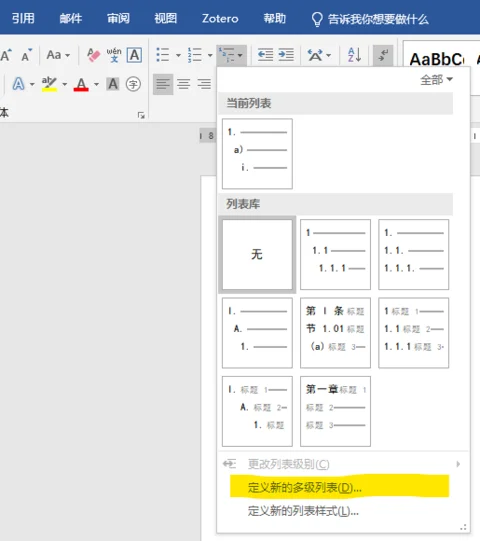 引用 邮件 审阅 视图 Zotero 帮助 告诉我你想要做什么
A A Aa A wén 文 A
A ab A A 字 A Z AaBbC
体
全部
当前列表
1.
a)
i.
列表库
无
1
1.1
1.1.1
1.
1.1.
1.1.1.
I.
A.
1.
第 I 条 标题
节 1.01 标题
(a) 标题 3
1 标题 1
1.1 标题 2
1.1.1 标题 3
I. 标题 1
A. 标题 2
1. 标题
第一章 标题 1
标题 2
标题 3
更改列表级别(C)
定义新的多级列表(D)...
定义新的列表样式(L)...